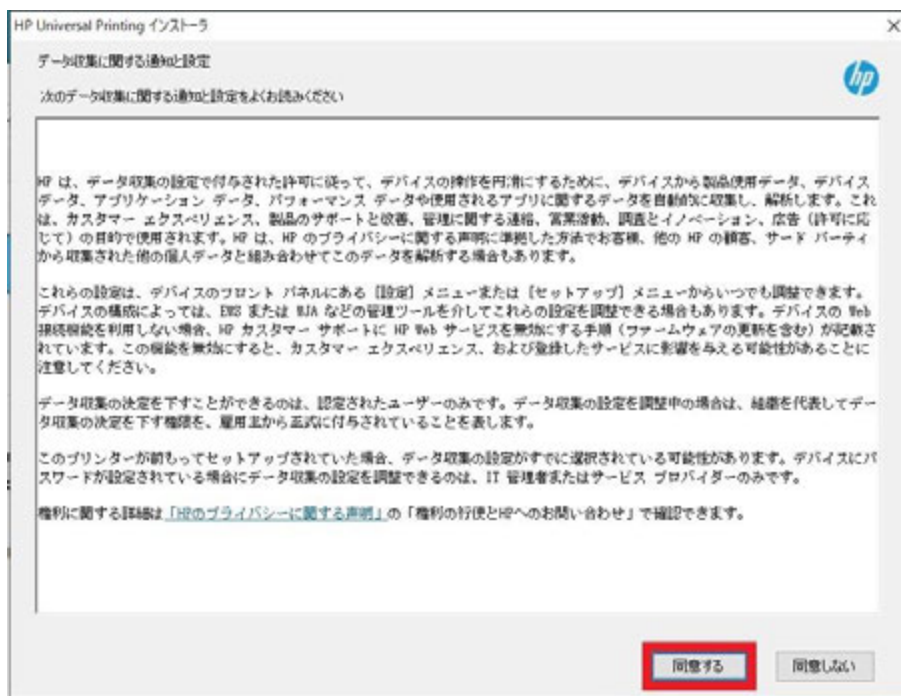 HP Universal Printing インストーラ
データ収集に関する通知と設定
hp
次のデータ収集に関する通知と設定をよくお読みください
HP は、データ収集の設定で付与された許可に従って、デバイスの操作を円滑にするために、デバイスから製品使用データ、デバイス
データ、アプリケーション データ、パフォーマンス データや使用されるアプリに関するデータを自動的に収集し、解析します。これ
は、カスタマー エクスペリエンス、製品のサポートと改善、管理に関する連絡、営業活動、調査とイノベーション、広告（許可に応
じて）の目的で使用されます。HP は、HP のプライバシーに関する声明に準拠した方法でお客様、他の HP の顧客、サード パーティ
から収集された他の個人データと組み合わせてこのデータを解析する場合もあります。
これらの設定は、デバイスのフロント パネルにある [設定] メニューまたは [セットアップ] メニューからいつでも調整できます。
デバイスの構成によっては、EWS または WJA などの管理ツールを介してこれらの設定を調整できる場合もあります。デバイスの Web
接続機能を利用しない場合、HP カスタマー サポートに HP Web サービスを無効にする手順（ファームウェアの更新を含む）が記載さ
れています。この機能を無効にすると、カスタマー エクスペリエンス、および登録したサービスに影響を与える可能性があることに
注意してください。
データ収集の決定を下すことができるのは、認定されたユーザーのみです。データ収集の設定を調整中の場合は、組織を代表してデー
タ収集の決定を下す権限を、雇用主から正式に付与されていることを表します。
このプリンターが前もってセットアップされていた場合、データ収集の設定がすでに選択されている可能性があります。デバイスにパ
スワードが設定されている場合にデータ収集の設定を調整できるのは、IT 管理者またはサービス プロバイダーのみです。
権利に関する詳細は「HPのプライバシーに関する声明」の「権利の行使とHPへのお問い合わせ」で確認できます。
同意する
同意しない